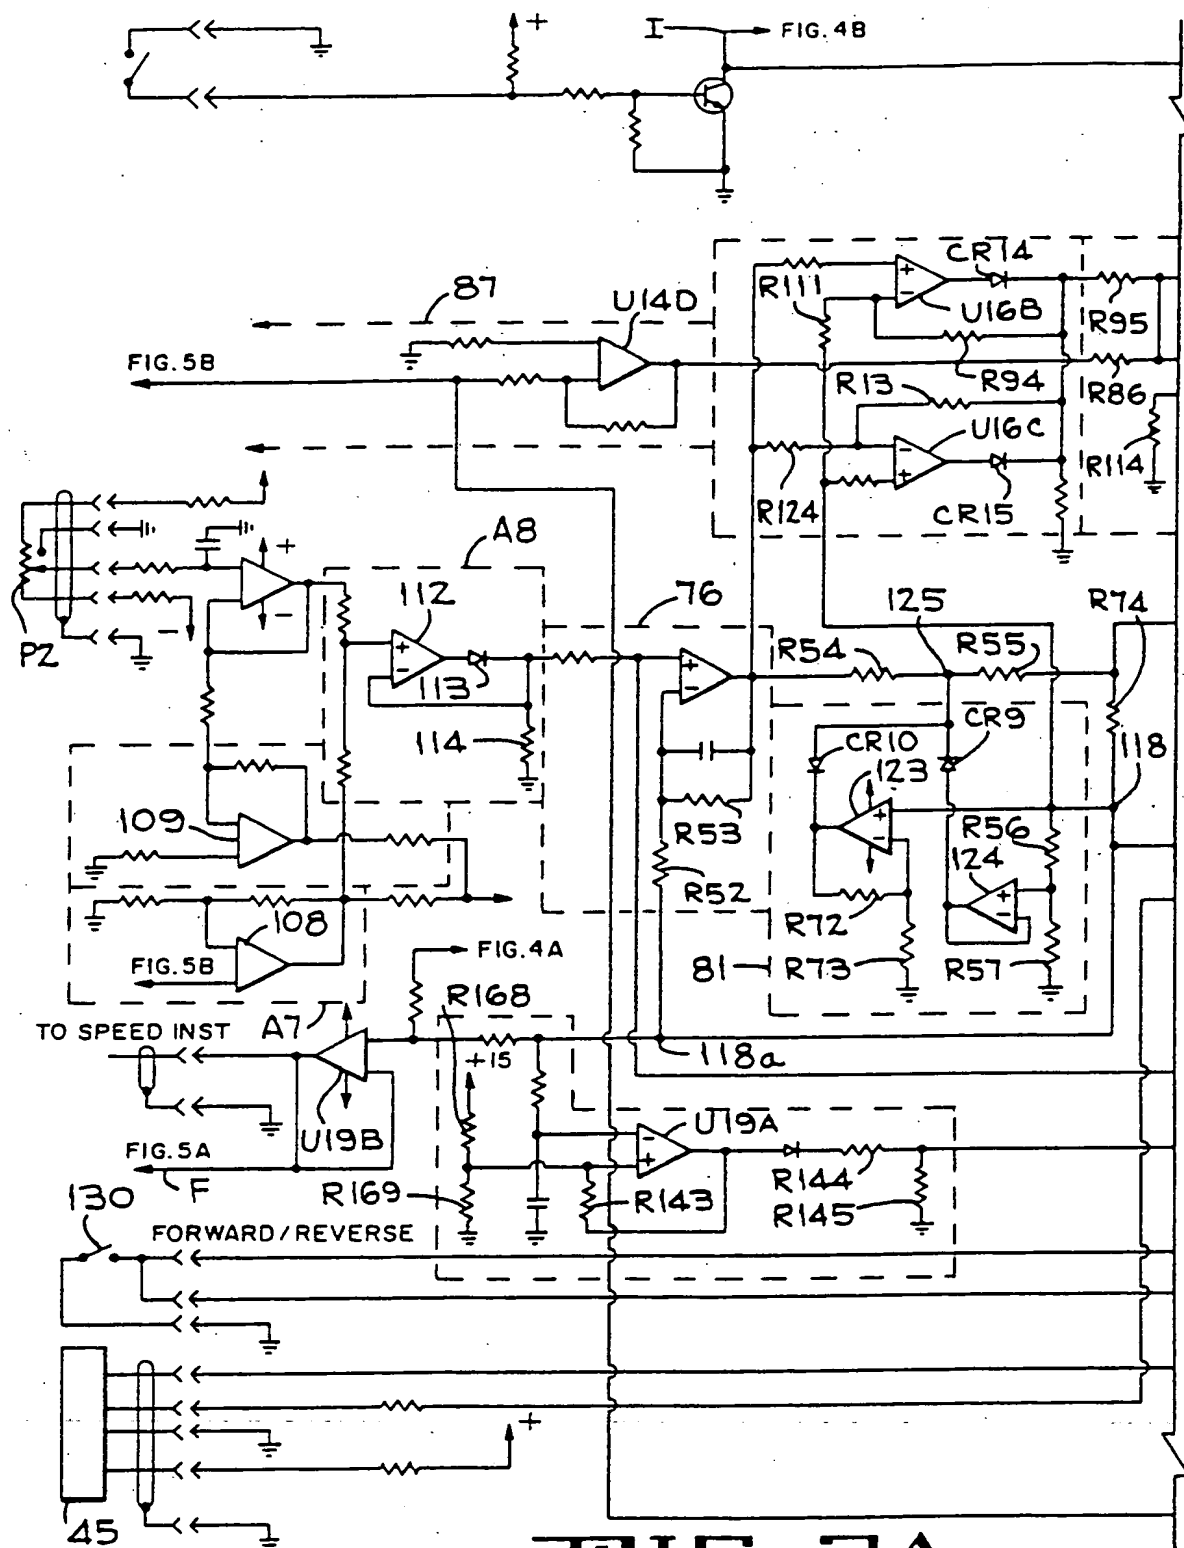 +
I
FIG. 4B
CR14
87
U14D
R111
U16B
R95
FIG. 5B
R94
R86
R13
U16C
R114
R124
CR15
A8
+
-
112
76
125
R74
P2
-
R54
R55
113
114
CR10
CR9
123
118
109
R53
R56
124
R52
R72
108
FIG. 5B
FIG. 4A
81
R73
R57
A7
R168
TO SPEED INST
+15
118a
U19B
U19A
FIG. 5A
F
R169
R143
R144
R145
130
FORWARD/REVERSE
+
45